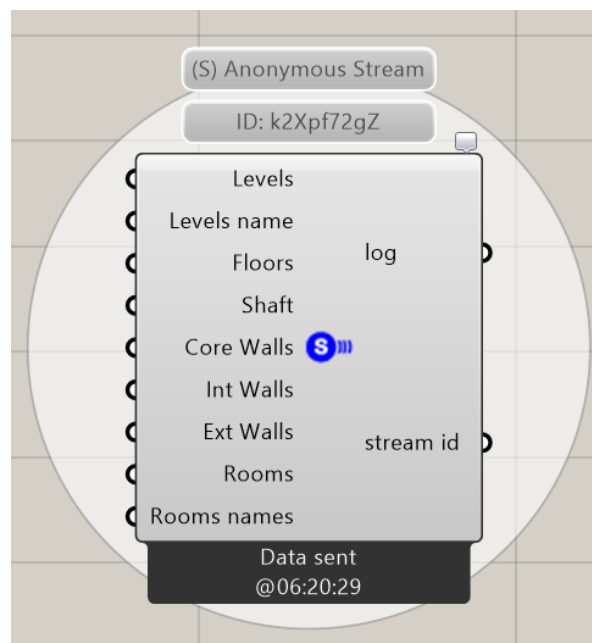 (S) Anonymous Stream
ID: k2Xpf72gZ
Levels
Levels name
Floors
Shaft
Core Walls
Int Walls
Ext Walls
Rooms
Rooms names
S
log
stream id
Data sent
@06:20:29